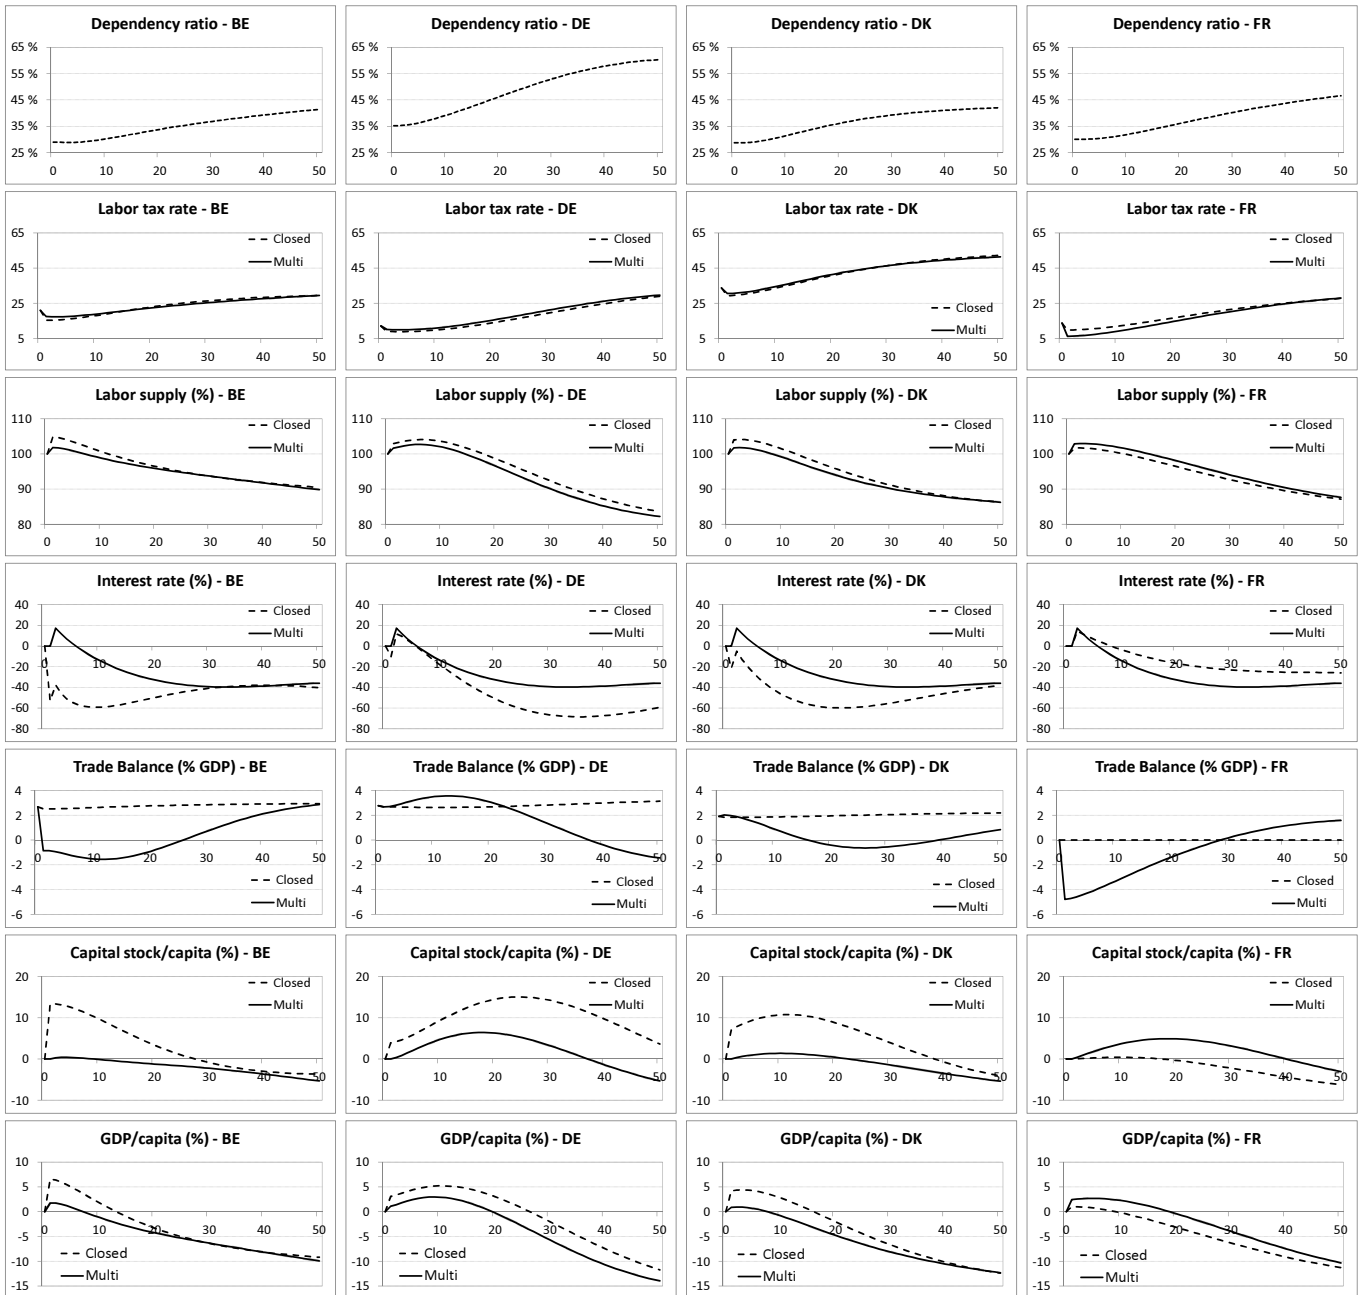 Dependency ratio - BE
65 %
55 %
45 %
35 %
25 %
0 10 20 30 40 50
Dependency ratio - DE
65 %
55 %
45 %
35 %
25 %
0 10 20 30 40 50
Dependency ratio - DK
65 %
55 %
45 %
35 %
25 %
0 10 20 30 40 50
Dependency ratio - FR
65 %
55 %
45 %
35 %
25 %
0 10 20 30 40 50
Labor tax rate - BE
65
45
25
5
Closed
Multi
0 10 20 30 40 50
Labor tax rate - DE
65
45
25
5
Closed
Multi
0 10 20 30 40 50
Labor tax rate - DK
65
45
25
5
Closed
Multi
0 10 20 30 40 50
Labor tax rate - FR
65
45
25
5
Closed
Multi
0 10 20 30 40 50
Labor supply (%) - BE
110
100
90
80
Closed
Multi
0 10 20 30 40 50
Labor supply (%) - DE
110
100
90
80
Closed
Multi
0 10 20 30 40 50
Labor supply (%) - DK
110
100
90
80
Closed
Multi
0 10 20 30 40 50
Labor supply (%) - FR
110
100
90
80
Closed
Multi
0 10 20 30 40 50
Interest rate (%) - BE
40
20
0
-20
-40
-60
-80
Closed
Multi
0 10 20 30 40 50
Interest rate (%) - DE
40
20
0
-20
-40
-60
-80
Closed
Multi
0 10 20 30 40 50
Interest rate (%) - DK
40
20
0
-20
-40
-60
-80
Closed
Multi
0 10 20 30 40 50
Interest rate (%) - FR
40
20
0
-20
-40
-60
-80
Closed
Multi
0 10 20 30 40 50
Trade Balance (% GDP) - BE
4
2
0
-2
-4
-6
0 10 20 30 40 50
Closed
Multi
Trade Balance (% GDP) - DE
4
2
0
-2
-4
-6
0 10 20 30 40 50
Closed
Multi
Trade Balance (% GDP) - DK
4
2
0
-2
-4
-6
0 10 20 30 40 50
Closed
Multi
Trade Balance (% GDP) - FR
4
2
0
-2
-4
-6
0 10 20 30 40 50
Closed
Multi
Capital stock/capita (%) - BE
20
10
0
-10
Closed
Multi
0 10 20 30 40 50
Capital stock/capita (%) - DE
20
10
0
-10
Closed
Multi
0 10 20 30 40 50
Capital stock/capita (%) - DK
20
10
0
-10
Closed
Multi
0 10 20 30 40 50
Capital stock/capita (%) - FR
20
10
0
-10
Closed
Multi
0 10 20 30 40 50
GDP/capita (%) - BE
10
5
0
-5
-10
-15
0 10 20 30 40 50
Closed
Multi
GDP/capita (%) - DE
10
5
0
-5
-10
-15
0 10 20 30 40 50
Closed
Multi
GDP/capita (%) - DK
10
5
0
-5
-10
-15
0 10 20 30 40 50
Closed
Multi
GDP/capita (%) - FR
10
5
0
-5
-10
-15
0 10 20 30 40 50
Closed
Multi